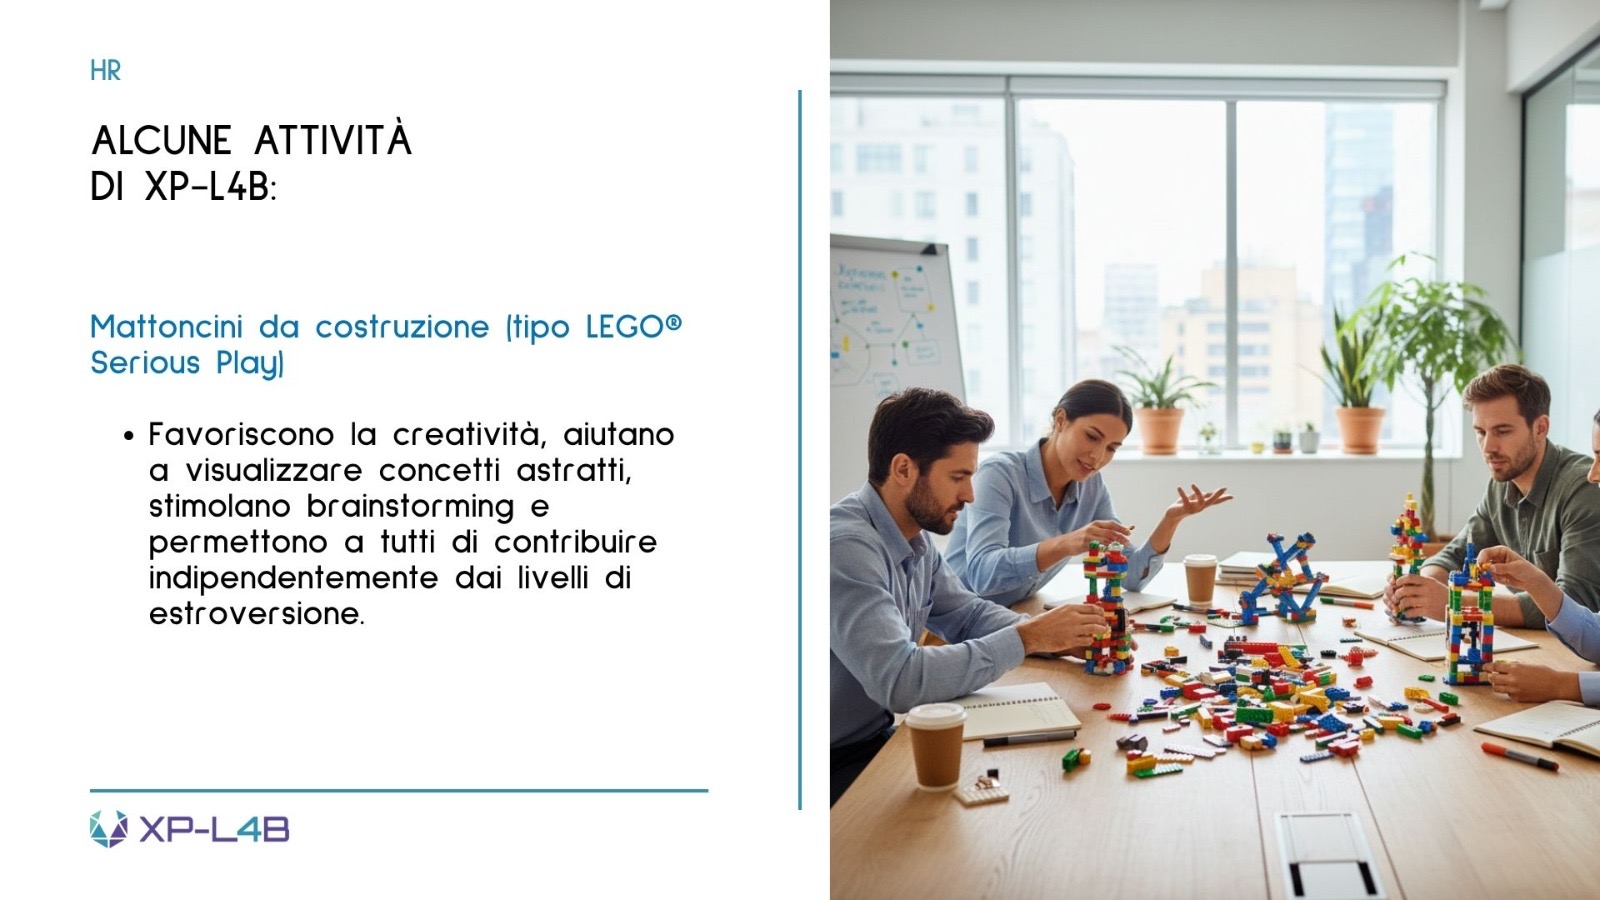 HR
ALCUNE ATTIVITÀ
DI XP-L4B:
Mattoncini da costruzione (tipo LEGO®
Serious Play)
• Favoriscono la creatività, aiutano
a visualizzare concetti astratti,
stimolano brainstorming e
permettono a tutti di contribuire
indipendentemente dai livelli di
estroversione.
XP-L4B